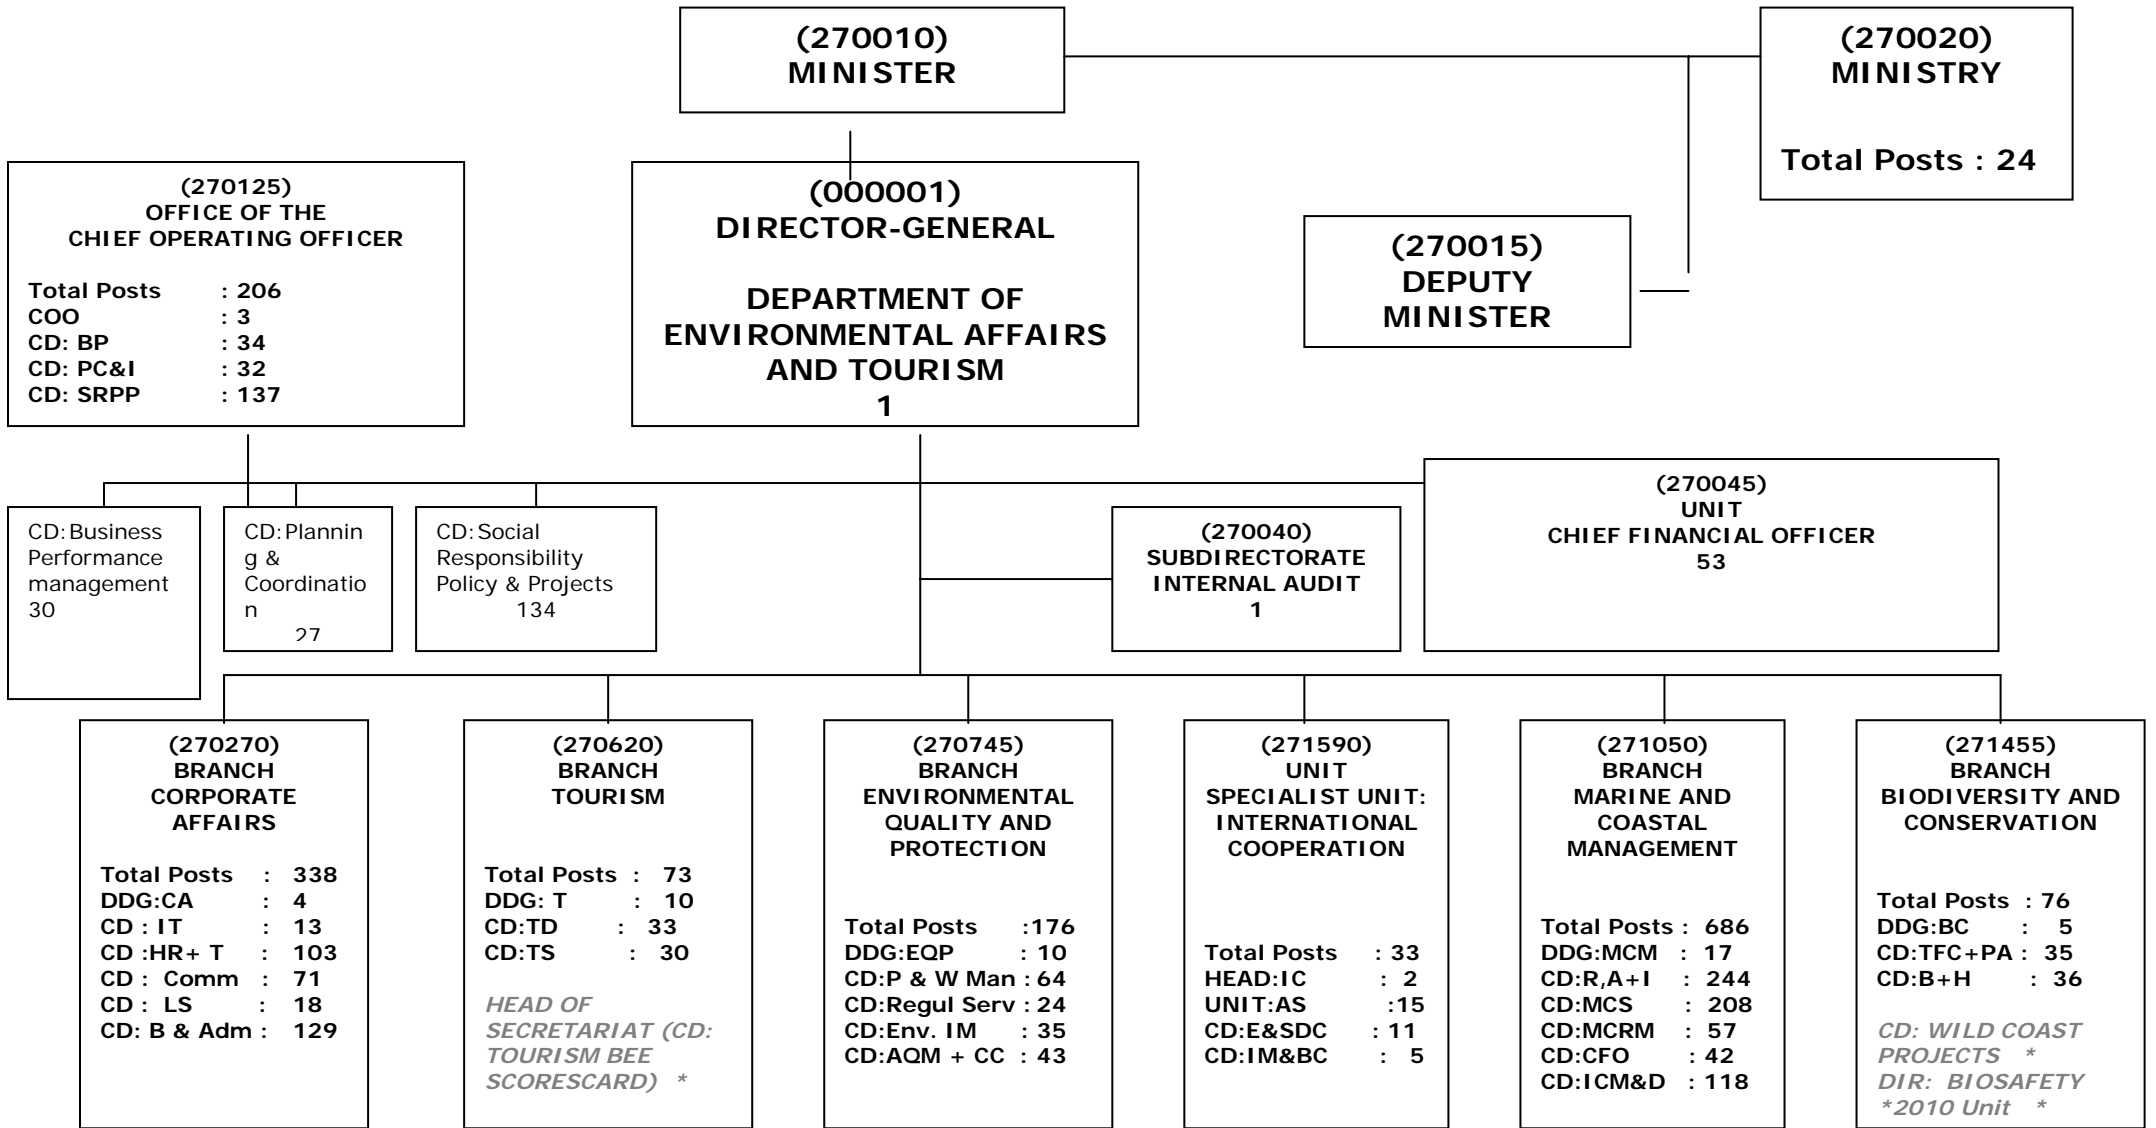 (270010)
MINISTER
(270020)
MINISTRY
Total Posts : 24
(270125)
OFFICE OF THE
CHIEF OPERATING OFFICER
Total Posts : 206
COO : 3
CD: BP : 34
CD: PC&I : 32
CD: SRPP : 137
(000001)
DIRECTOR-GENERAL
DEPARTMENT OF
ENVIRONMENTAL AFFAIRS
AND TOURISM
1
(270015)
DEPUTY
MINISTER
CD:Business
Performance
management
30
CD:Plannin
g &
Coordinatio
n
27
CD:Social
Responsibility
Policy & Projects
134
(270040)
SUBDIRECTORATE
INTERNAL AUDIT
1
(270045)
UNIT
CHIEF FINANCIAL OFFICER
53
(270270)
BRANCH
CORPORATE
AFFAIRS
Total Posts : 338
DDG:CA : 4
CD : IT : 13
CD :HR+ T : 103
CD : Comm : 71
CD : LS : 18
CD: B & Adm : 129
(270620)
BRANCH
TOURISM
Total Posts : 73
DDG: T : 10
CD:TD : 33
CD:TS : 30
HEAD OF
SECRETARIAT (CD:
TOURISM BEE
SCORESCARD) *
(270745)
BRANCH
ENVIRONMENTAL
QUALITY AND
PROTECTION
Total Posts :176
DDG:EQP : 10
CD:P & W Man : 64
CD:Regul Serv : 24
CD:Env. IM : 35
CD:AQM + CC : 43
(271590)
UNIT
SPECIALIST UNIT:
INTERNATIONAL
COOPERATION
Total Posts : 33
HEAD:IC : 2
UNIT:AS :15
CD:E&SDC : 11
CD:IM&BC : 5
(271050)
BRANCH
MARINE AND
COASTAL
MANAGEMENT
Total Posts : 686
DDG:MCM : 17
CD:R,A+I : 244
CD:MCS : 208
CD:MCRM : 57
CD:CFO : 42
CD:ICM&D : 118
(271455)
BRANCH
BIODIVERSITY AND
CONSERVATION
Total Posts : 76
DDG:BC : 5
CD:TFC+PA : 35
CD:B+H : 36
CD: WILD COAST
PROJECTS *
DIR: BIOSAFETY
*2010 Unit *